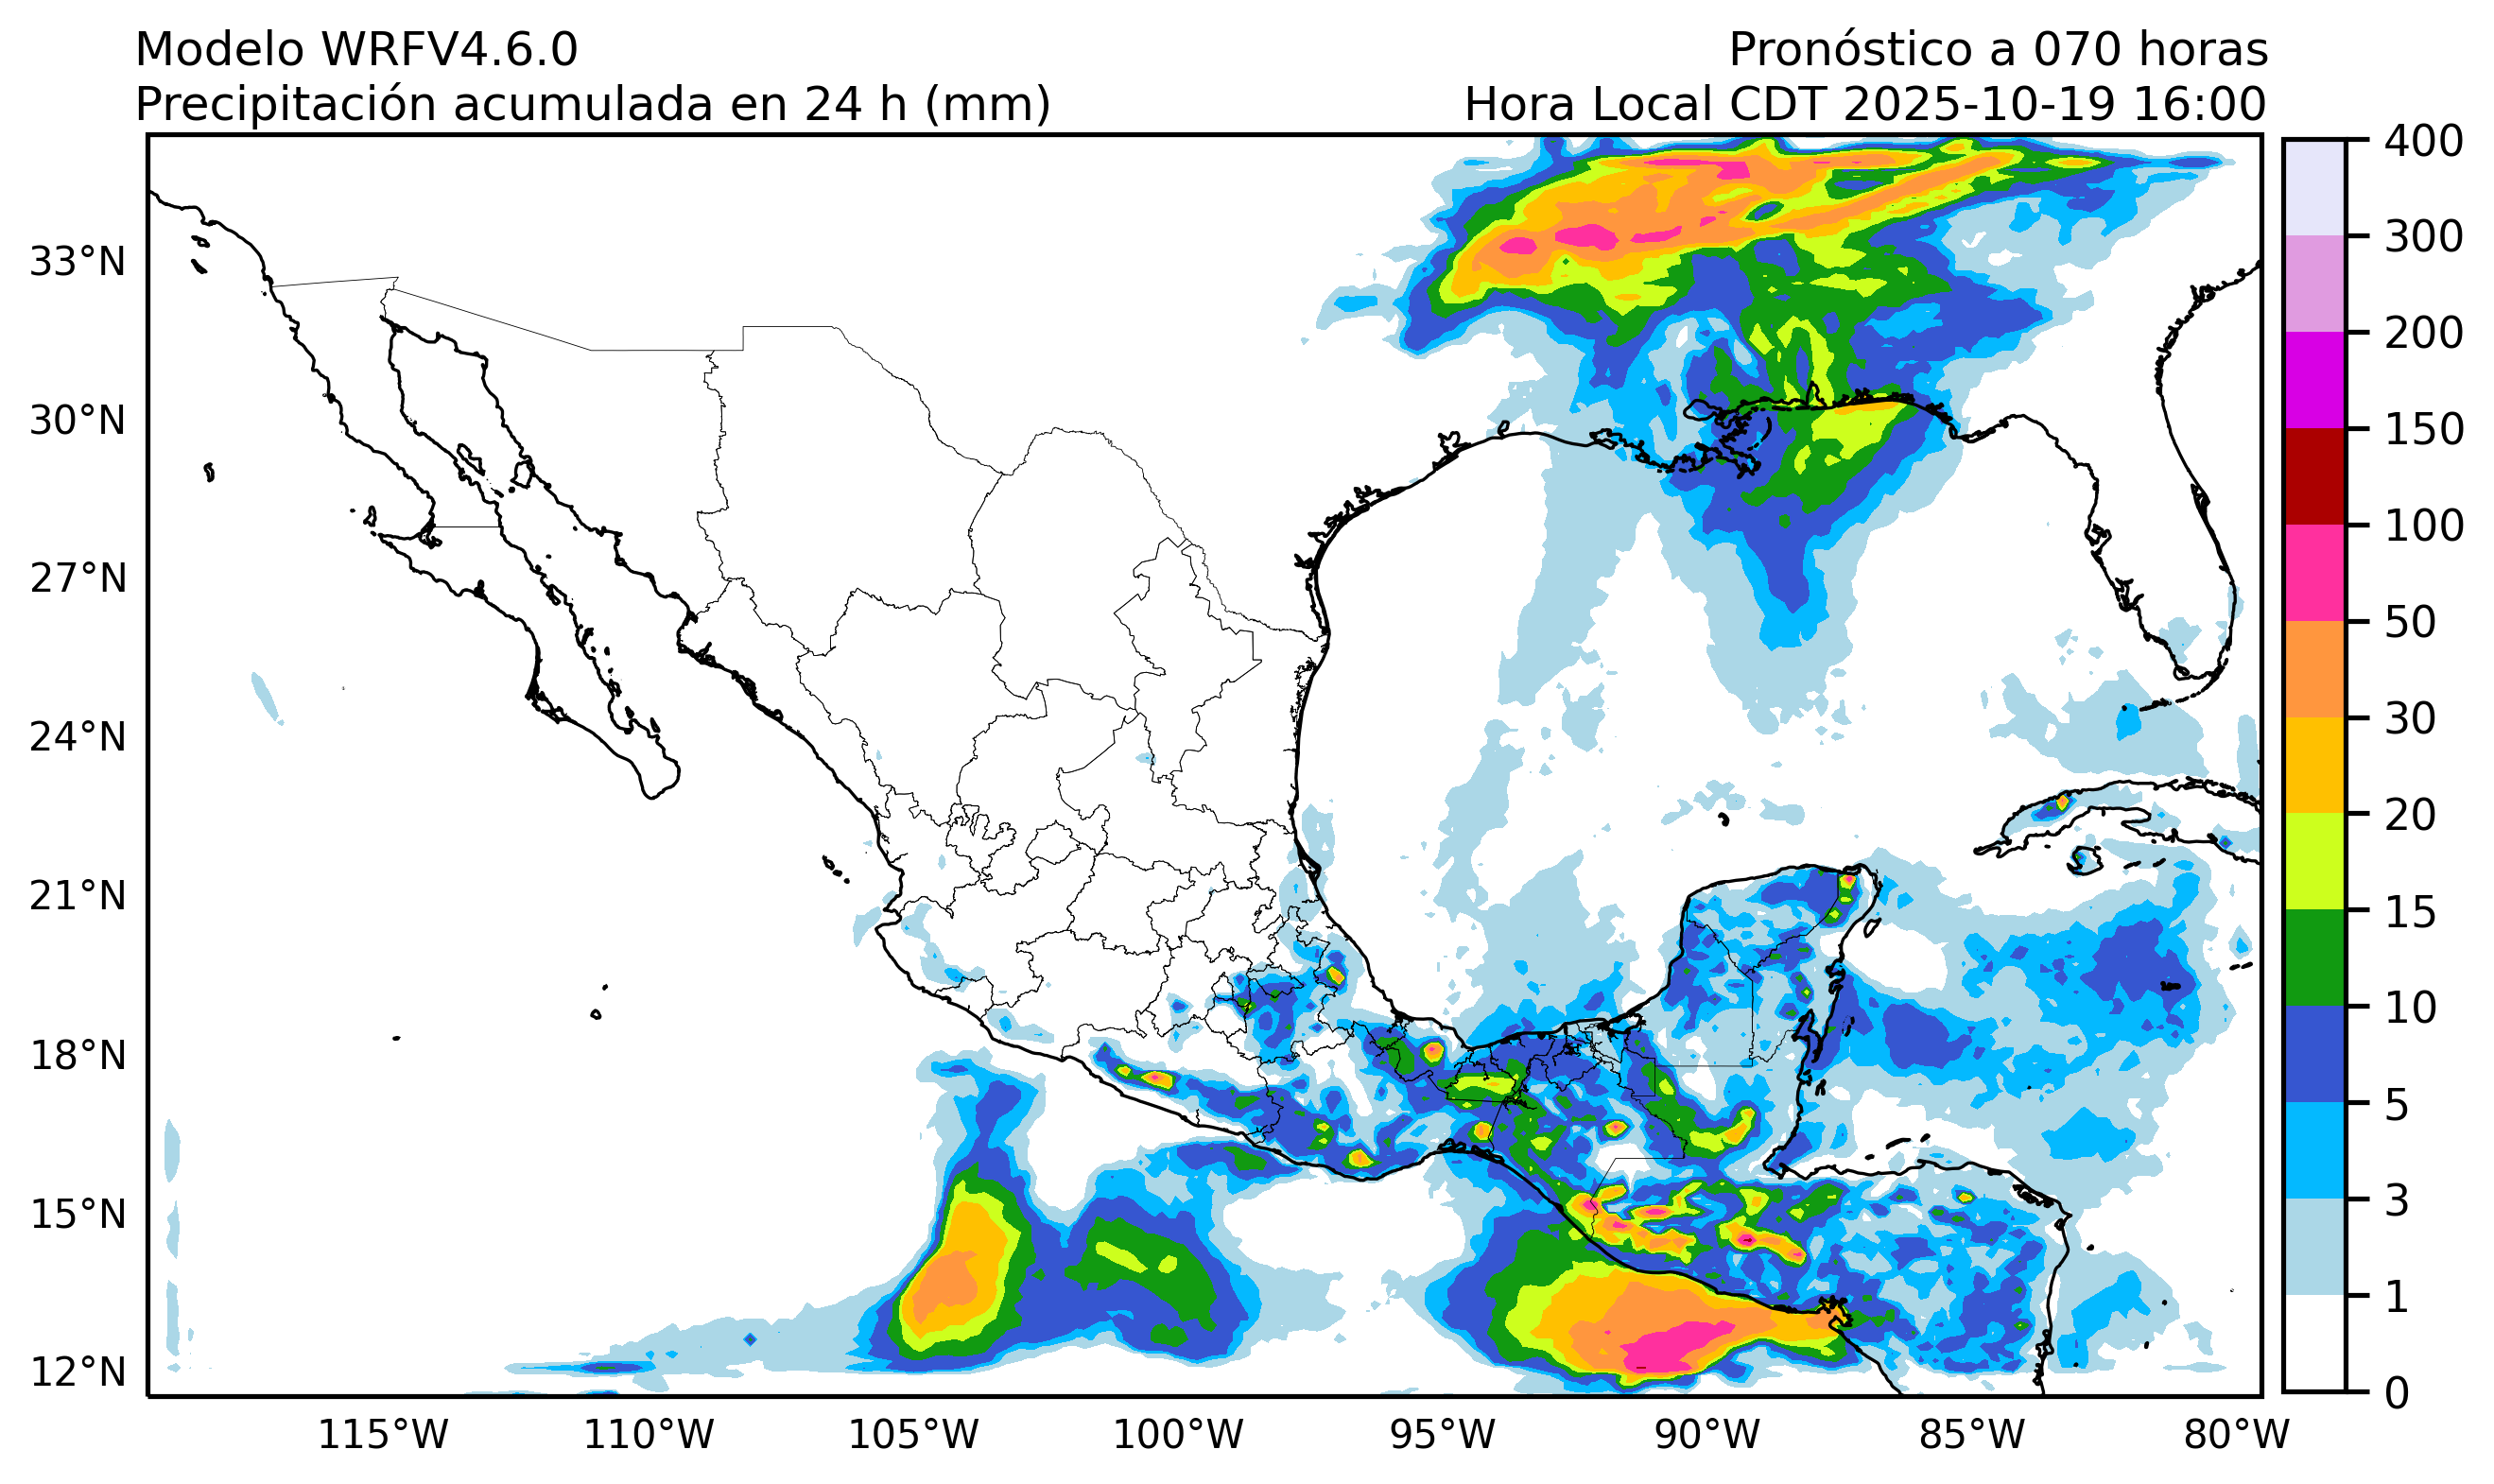 Modelo WRFV4.6.0
Pronóstico a 070 horas
Precipitación acumulada en 24 h (mm)
Hora Local CDT 2025-10-19 16:00
33°N
30°N
27°N
24°N
21°N
18°N
15°N
12°N
115°W
110°W
105°W
100°W
95°W
90°W
85°W
80°W
400
300
200
150
100
50
30
20
15
10
5
3
1
0